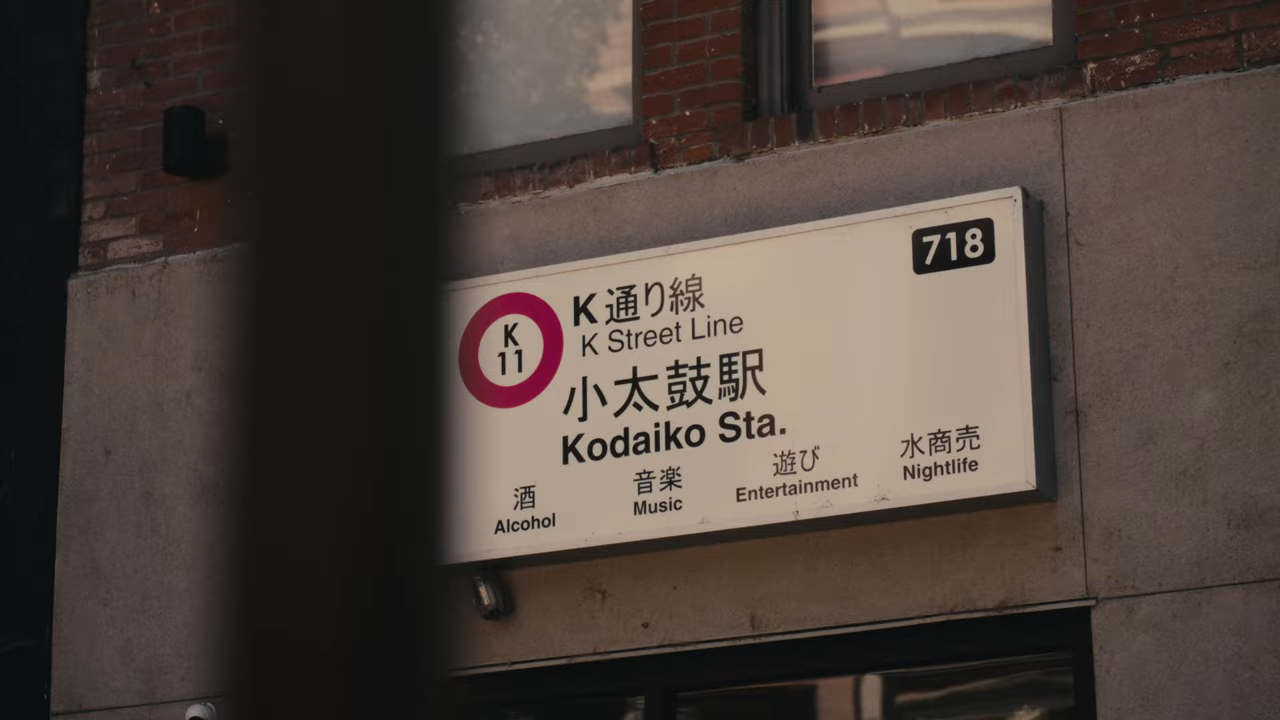 718
K
11
K通り線
K Street Line
小太鼓駅
Kodaiko Sta.
酒
Alcohol
音楽
Music
遊び
Entertainment
水商売
Nightlife